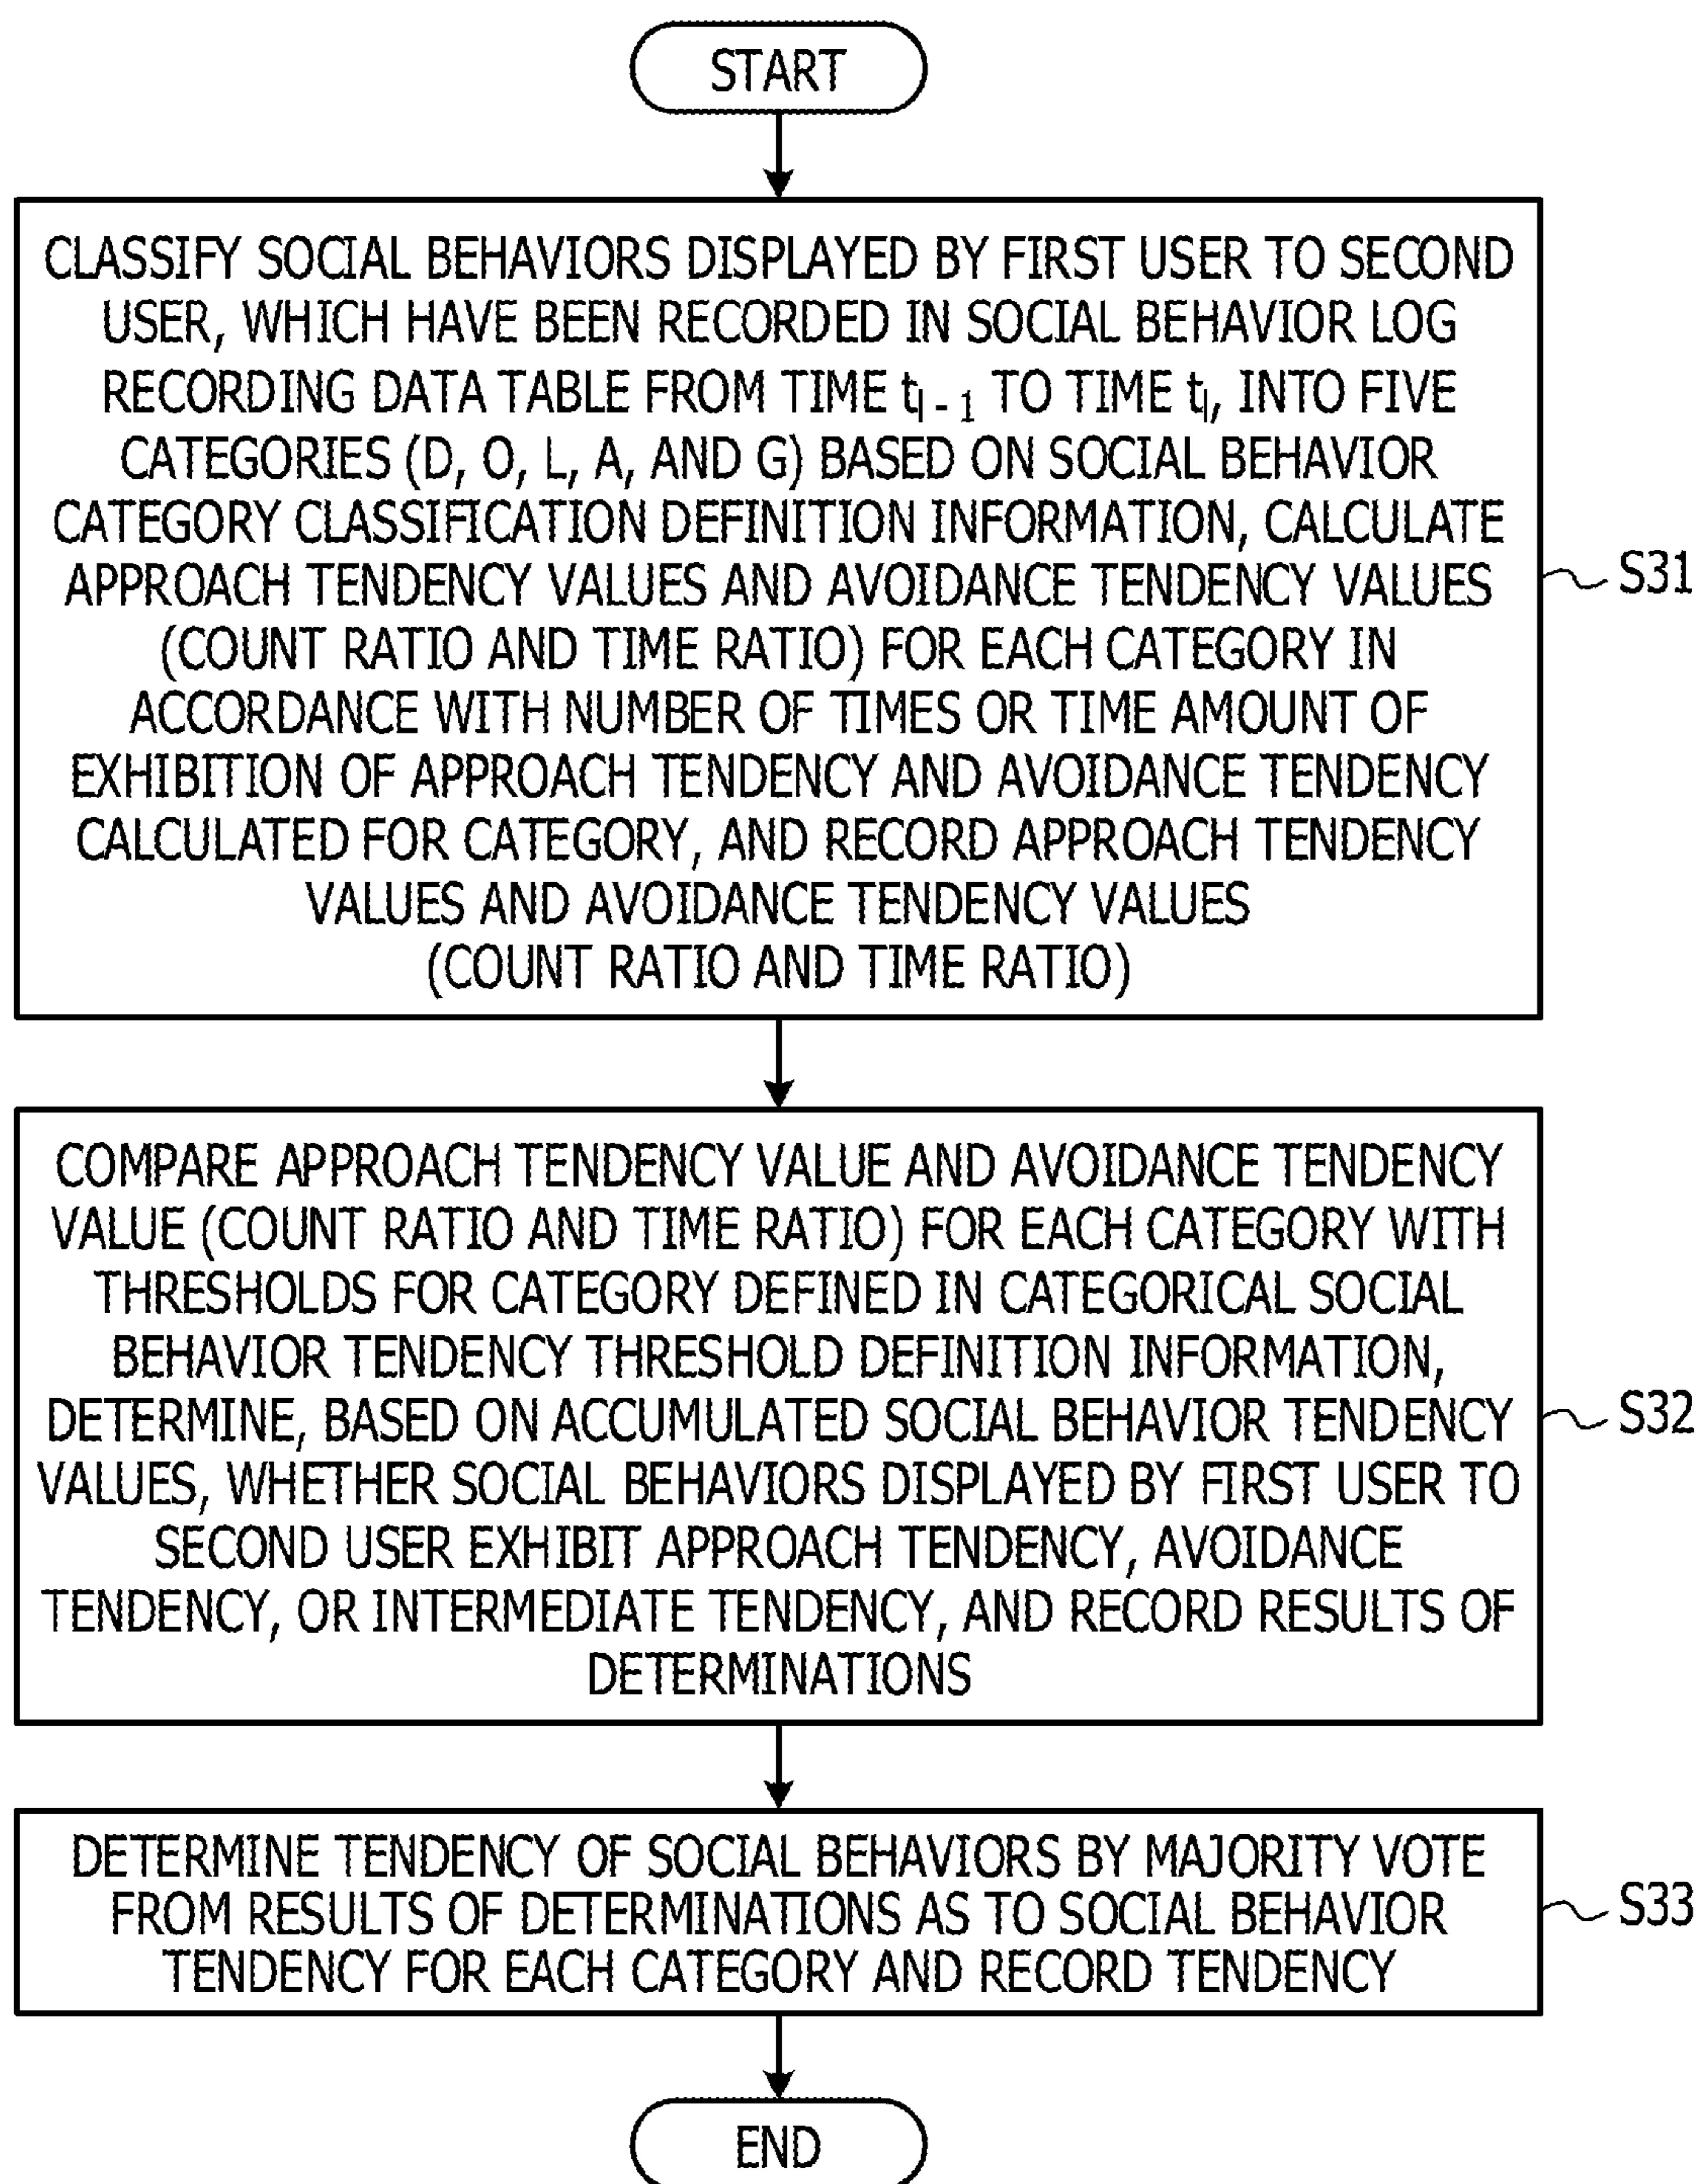 START
CLASSIFY SOCIAL BEHAVIORS DISPLAYED BY FIRST USER TO SECOND
USER, WHICH HAVE BEEN RECORDED IN SOCIAL BEHAVIOR LOG
RECORDING DATA TABLE FROM TIME tl - 1 TO TIME tl, INTO FIVE
CATEGORIES (D, O, L, A, AND G) BASED ON SOCIAL BEHAVIOR
CATEGORY CLASSIFICATION DEFINITION INFORMATION, CALCULATE
APPROACH TENDENCY VALUES AND AVOIDANCE TENDENCY VALUES
(COUNT RATIO AND TIME RATIO) FOR EACH CATEGORY IN
ACCORDANCE WITH NUMBER OF TIMES OR TIME AMOUNT OF
EXHIBITION OF APPROACH TENDENCY AND AVOIDANCE TENDENCY
CALCULATED FOR CATEGORY, AND RECORD APPROACH TENDENCY
VALUES AND AVOIDANCE TENDENCY VALUES
(COUNT RATIO AND TIME RATIO)
S31
COMPARE APPROACH TENDENCY VALUE AND AVOIDANCE TENDENCY
VALUE (COUNT RATIO AND TIME RATIO) FOR EACH CATEGORY WITH
THRESHOLDS FOR CATEGORY DEFINED IN CATEGORICAL SOCIAL
BEHAVIOR TENDENCY THRESHOLD DEFINITION INFORMATION,
DETERMINE, BASED ON ACCUMULATED SOCIAL BEHAVIOR TENDENCY
VALUES, WHETHER SOCIAL BEHAVIORS DISPLAYED BY FIRST USER TO
SECOND USER EXHIBIT APPROACH TENDENCY, AVOIDANCE
TENDENCY, OR INTERMEDIATE TENDENCY, AND RECORD RESULTS OF
DETERMINATIONS
S32
DETERMINE TENDENCY OF SOCIAL BEHAVIORS BY MAJORITY VOTE
FROM RESULTS OF DETERMINATIONS AS TO SOCIAL BEHAVIOR
TENDENCY FOR EACH CATEGORY AND RECORD TENDENCY
S33
END